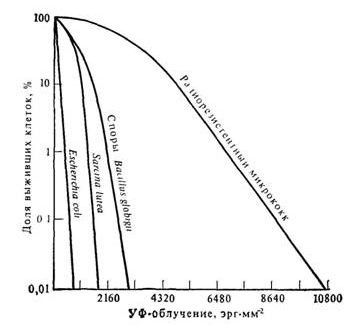 Доля выживших клеток, %
100
10
1
0 1
0,01
Escherichia coli
Sarcina lutea
Споры Bacillus globigii
Радиорезистентный микрококк
2160 4320 6480 8640 10800
УФ-облучение, эрг·мм⁻²